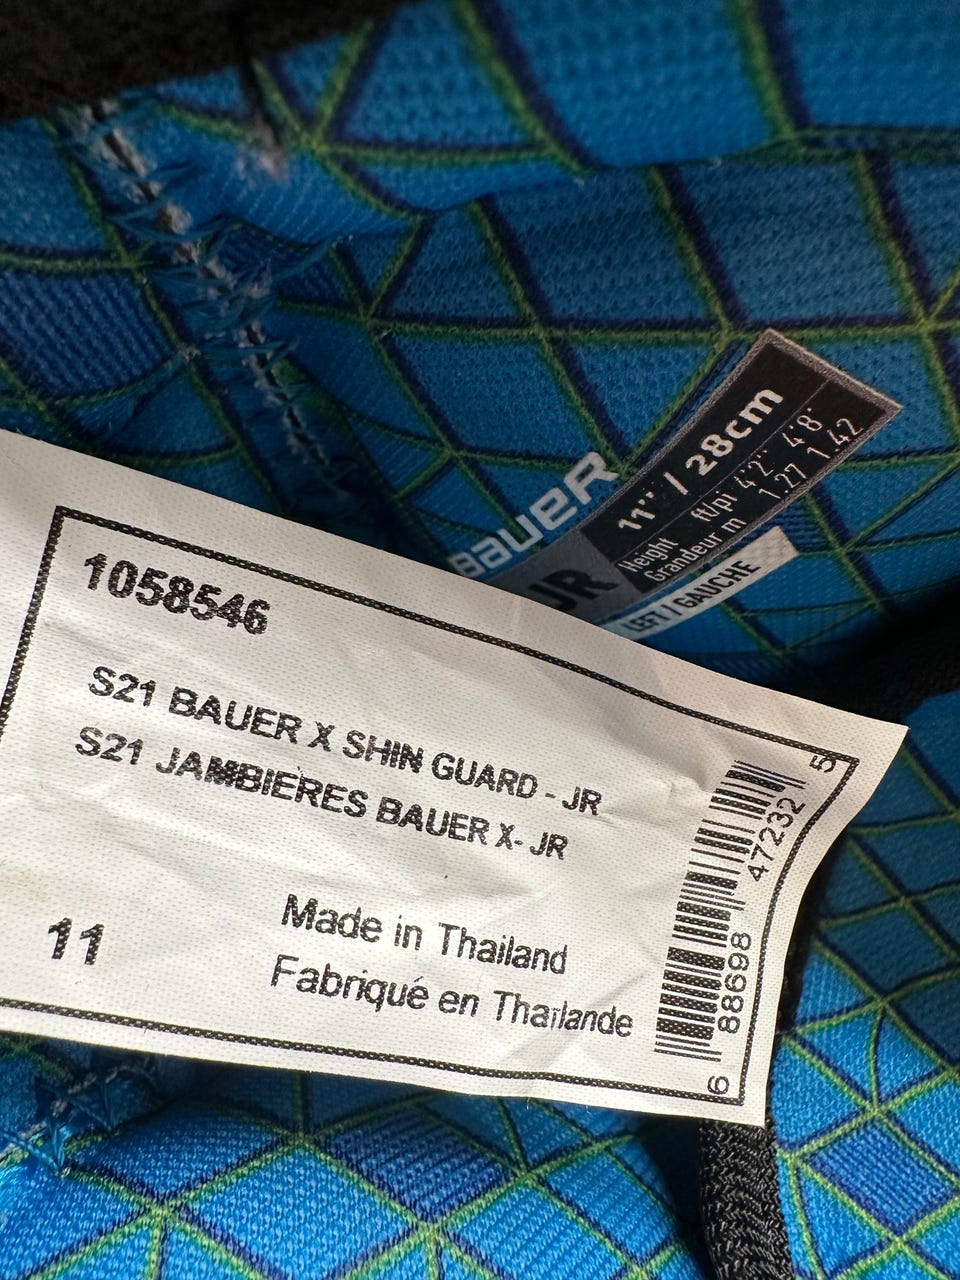 BAUER
11" / 28cm
JR
Height ft/pi 4'2" 4'8"
Grandeur m 1.27 1.42
LEFT / GAUCHE
1058546
S21 BAUER X SHIN GUARD - JR
S21 JAMBIÈRES BAUER X- JR
11
Made in Thailand
Fabriqué en Thaïlande
6 88698 47232 5